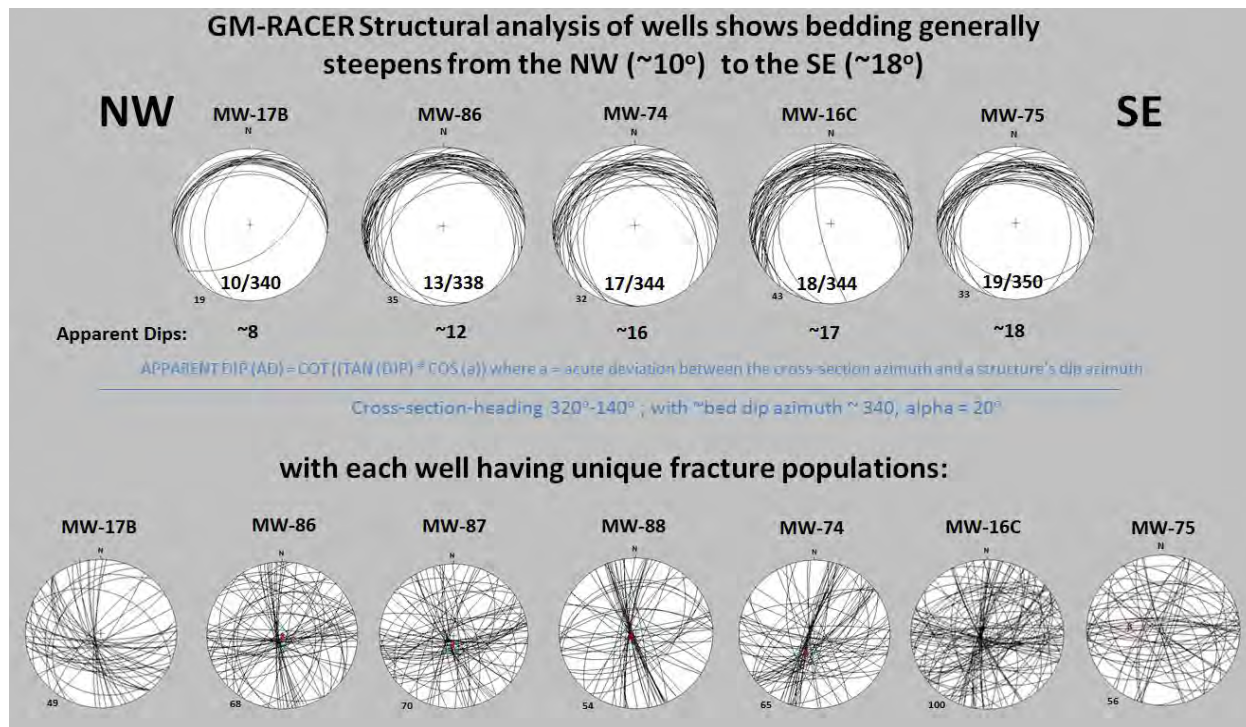 GM-RACER Structural analysis of wells shows bedding generally
steepens from the NW (~10º) to the SE (~18º)
NW
SE
MW-17B MW-86 MW-74 MW-16C MW-75
N N N N N
10/340 13/338 17/344 18/344 19/350
19 35 32 43 33
Apparent Dips: ~8 ~12 ~16 ~17 ~18
APPARENT DIP (AD) = COT ((TAN (DIP) * COS (a)) where a = acute deviation between the cross-section azimuth and a structure's dip azimuth
Cross-section-heading 320º-140º ; with ~bed dip azimuth ~ 340, alpha = 20º
with each well having unique fracture populations:
MW-17B MW-86 MW-87 MW-88 MW-74 MW-16C MW-75
N N N N N N N
49 68 70 54 65 100 56